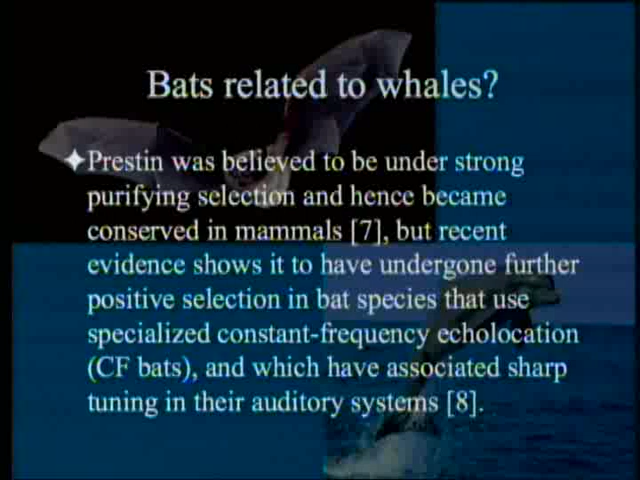 Bats related to whales?
✦Prestin was believed to be under strong
purifying selection and hence became
conserved in mammals [7], but recent
evidence shows it to have undergone further
positive selection in bat species that use
specialized constant-frequency echolocation
(CF bats), and which have associated sharp
tuning in their auditory systems [8].